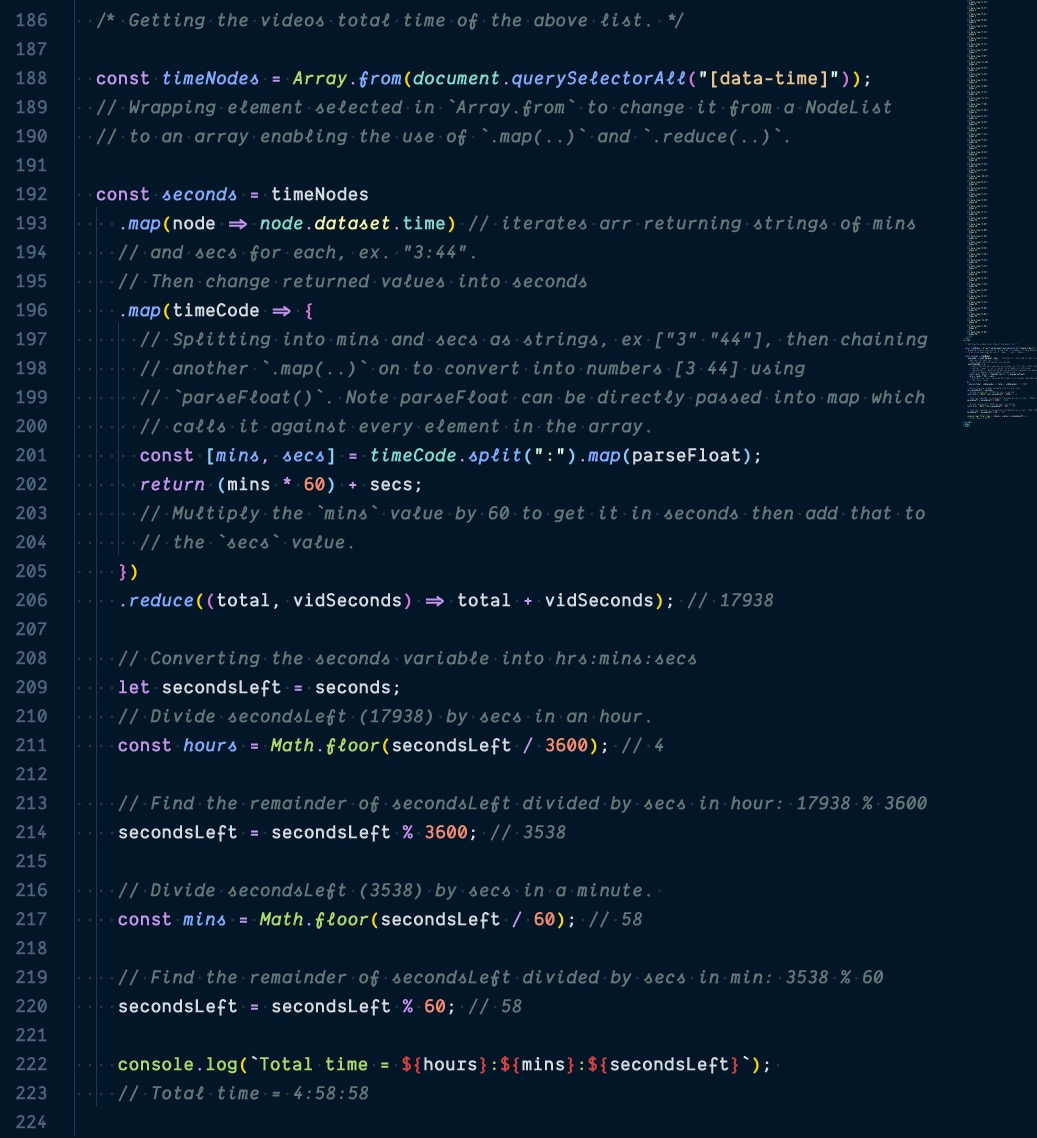 186 /* Getting the videos total time of the above list. */
187
188 const timeNodes = Array.from(document.querySelectorAll("[data-time]"));
189 // Wrapping element selected in `Array.from` to change it from a NodeList
190 // to an array enabling the use of `.map(..)` and `.reduce(..)`.
191
192 const seconds = timeNodes
193 .map(node => node.dataset.time) // iterates arr returning strings of mins
194 // and secs for each, ex. "3:44".
195 // Then change returned values into seconds
196 .map(timeCode => {
197 // Splitting into mins and secs as strings, ex ["3" "44"], then chaining
198 // another `.map(..)` on to convert into numbers [3 44] using
199 // `parseFloat()`. Note parseFloat can be directly passed into map which
200 // calls it against every element in the array.
201 const [mins, secs] = timeCode.split(":").map(parseFloat);
202 return (mins * 60) + secs;
203 // Multiply the `mins` value by 60 to get it in seconds then add that to
204 // the `secs` value.
205 })
206 .reduce((total, vidSeconds) => total + vidSeconds); // 17938
207
208 // Converting the seconds variable into hrs:mins:secs
209 let secondsLeft = seconds;
210 // Divide secondsLeft (17938) by secs in an hour.
211 const hours = Math.floor(secondsLeft / 3600); // 4
212
213 // Find the remainder of secondsLeft divided by secs in hour: 17938 % 3600
214 secondsLeft = secondsLeft % 3600; // 3538
215
216 // Divide secondsLeft (3538) by secs in a minute.
217 const mins = Math.floor(secondsLeft / 60); // 58
218
219 // Find the remainder of secondsLeft divided by secs in min: 3538 % 60
220 secondsLeft = secondsLeft % 60; // 58
221
222 console.log(`Total time = ${hours}:${mins}:${secondsLeft}`);
223 // Total time = 4:58:58
224